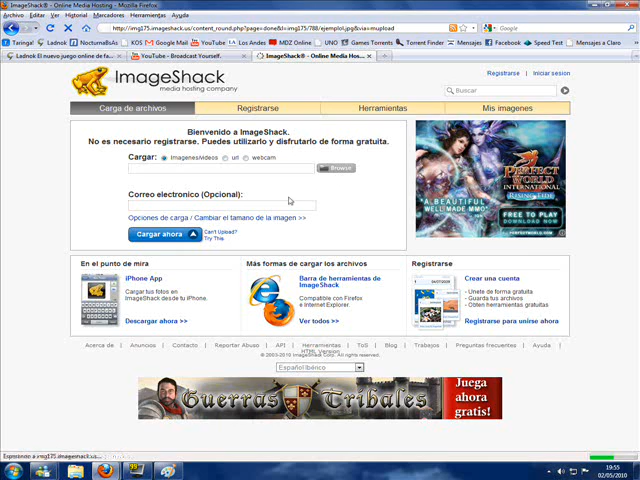 ImageShack® - Online Media Hosting - Mozilla Firefox
Archivo Editar Ver Historial Marcadores Herramientas Ayuda
http://img175.imageshack.us/content_round.php?page=done&l=img175/788/ejemplol.jpg&via=mupload
Google
Taringa! Ladnok NocturnaBsAs KOS Image Shack YouTube Los Andes MDZ Online UNO Games Torrents Torrent Finder Mensajes Facebook Speed Test Mensajes a Claro
Ladnok El nuevo juego online de fa...
YouTube - Broadcast Yourself.
ImageShack® - Online Media Hos...
ImageShack®
media hosting company
Registrarse | Iniciar sesión
Buscar
Carga de archivos
Registrarse
Herramientas
Mis imagenes
Bienvenido a ImageShack.
No es necesario registrarse. Puedes utilizarlo y disfrutarlo de forma gratuita.
Cargar: Imagenes/videos url webcam
Browse
Correo electronico (Opcional):
Opciones de carga / Cambiar el tamano de la imagen >>
Cargar ahora
Can't Upload?
Try This.
PERFECT WORLD
INTERNATIONAL
RISING TIDE
A BEAUTIFUL
WELL MADE MMO
FREE TO PLAY
DOWNLOAD NOW
En el punto de mira
iPhone App
Cargar tus fotos en
ImageShack desde tu iPhone.
Descargar ahora >>
Más formas de cargar los archivos
Barra de herramientas de
ImageShack
Compatible con Firefox
e Internet Explorer.
Ver todos >>
Registrarse
Crear una cuenta
- Unete de forma gratuita
- Guarda tus archivos
- Obten herramientas gratuitas
Registrarse para unirse ahora
Acerca de | Anuncios | Contacto | Reportar Abuso | API | Herramientas | ToS | Blog | Trabajos | Preguntas frecuentes | Ayuda |
HTML Version
© 2003-2010 ImageShack Corp. All rights reserved.
Español Ibérico
Guerras Tribales
Juega
ahora
gratis!
Esperando a img175.imageshack.us...
19:55
02/05/2010